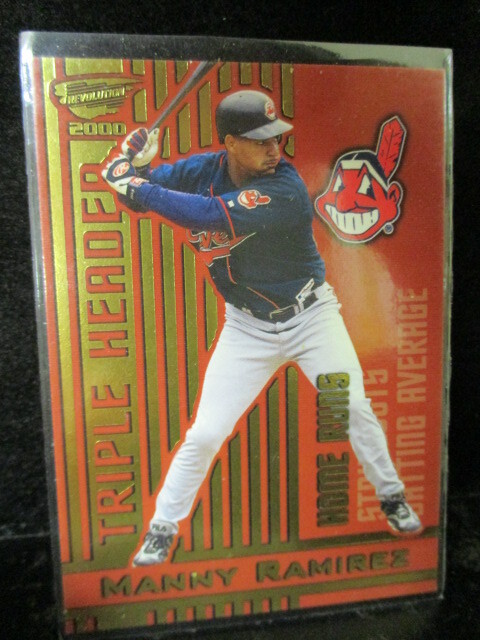 REVOLUTION
2000
TRIPLE HEADER
HOME RUNS
STRIKEOUTS
BATTING AVERAGE
MANNY RAMIREZ